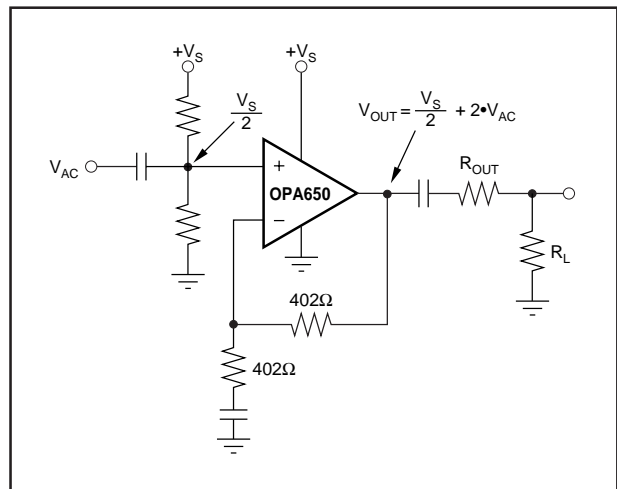 +V_S
+V_S
V_S/2
V_OUT = V_S/2 + 2•V_AC
V_AC
+
OPA650
−
R_OUT
R_L
402Ω
402Ω